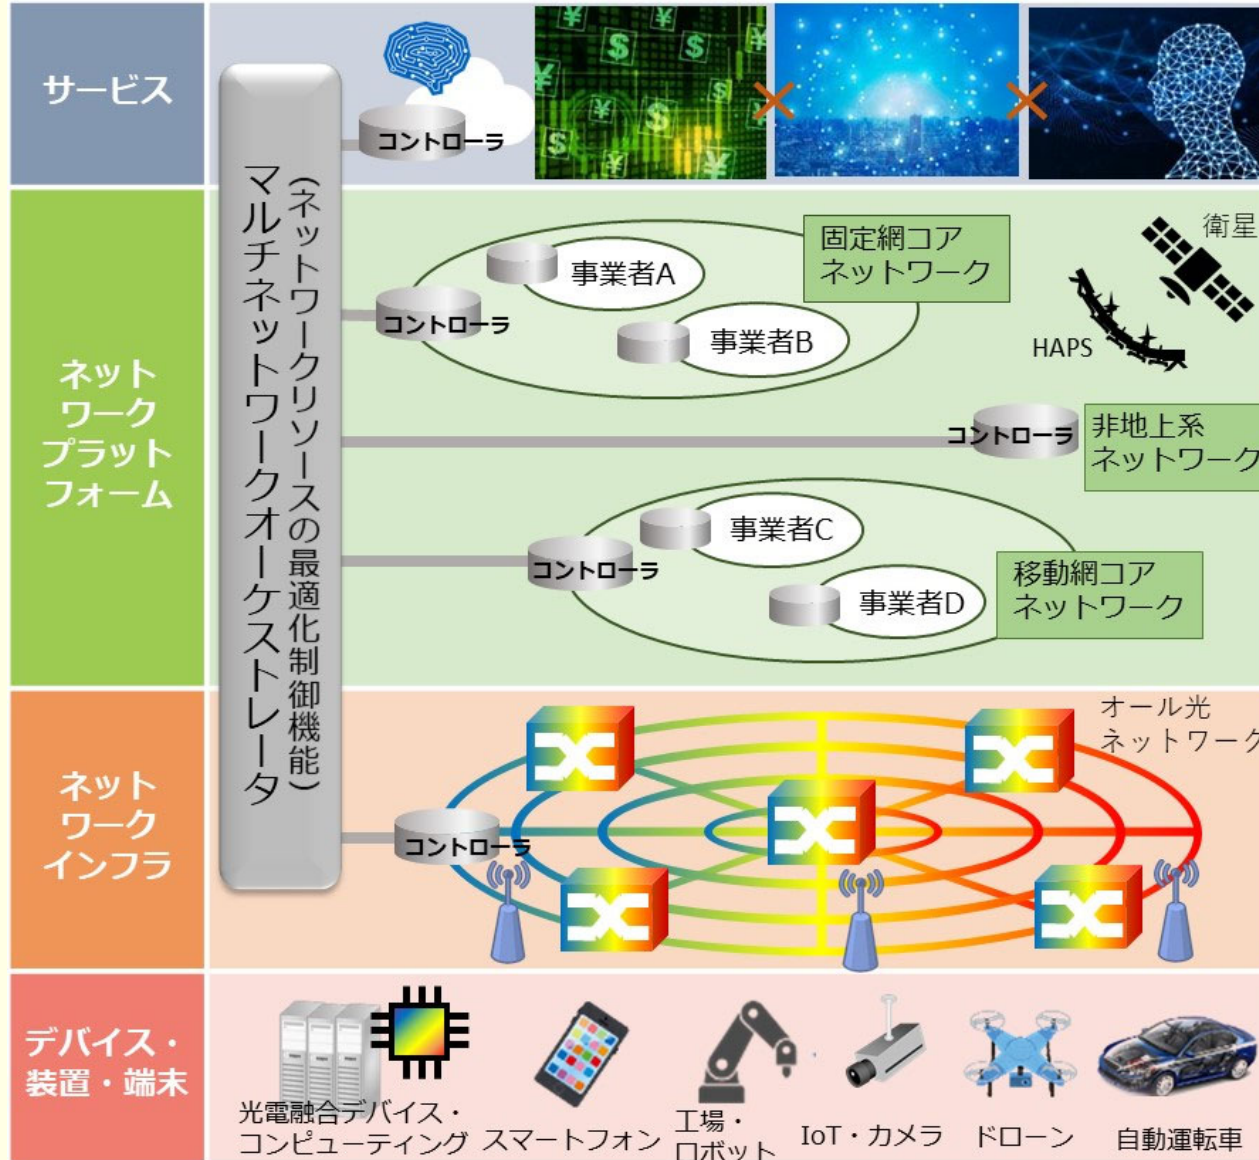 サービス
コントローラ
マルチネットワークオーケストレータ
(ネットワークリソースの最適化制御機能)
ネット
ワーク
プラット
フォーム
固定網コア
ネットワーク
事業者A
事業者B
コントローラ
衛星
HAPS
コントローラ
非地上系
ネットワーク
事業者C
事業者D
コントローラ
移動網コア
ネットワーク
ネット
ワーク
インフラ
オール光
ネットワーク
コントローラ
デバイス・
装置・端末
光電融合デバイス・
コンピューティング
スマートフォン
工場・
ロボット
IoT・カメラ
ドローン
自動運転車